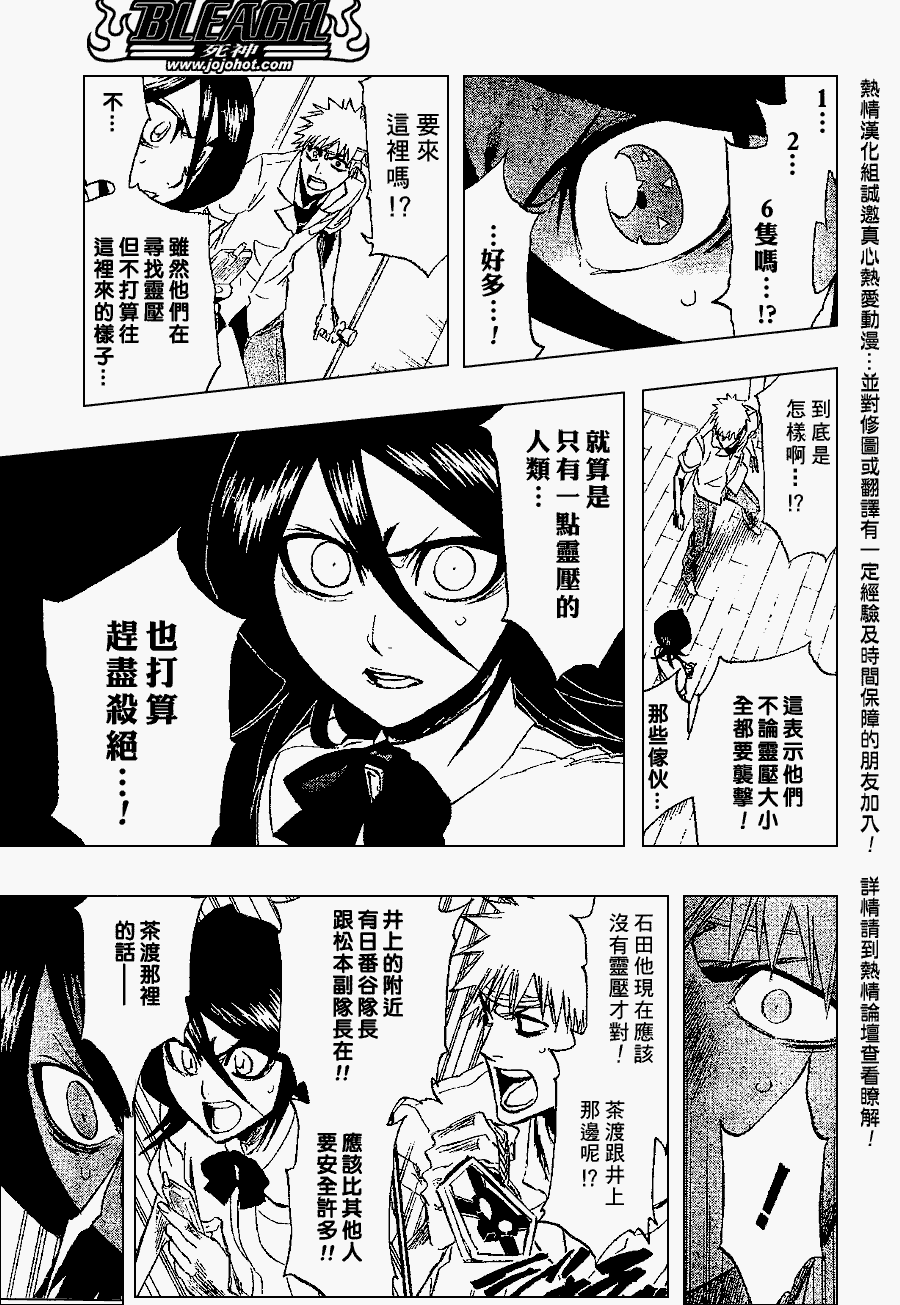 BLEACH
死神
www.jojohot.com
1…
2…
6隻嗎…!?
…好多…!
要來
這裡嗎!?
不…
雖然他們在
尋找靈壓
但不打算往
這裡來的樣子…
到底是
怎樣啊…!?
這表示他們
不論靈壓大小
全都要襲擊!
那些傢伙…
就算是
只有一點靈壓的
人類…
也打算
趕盡殺絕…!
!
石田他現在應該
沒有靈壓才對!
茶渡跟井上
那邊呢!?
井上的附近
有日番谷隊長
跟松本副隊長在!!
應該比其他人
要安全許多!!
茶渡那裡
的話——
熱情漢化組誠邀真心熱愛動漫…並對修圖或翻譯有一定經驗及時間保障的朋友加入! 詳情請到熱情論壇查看瞭解!